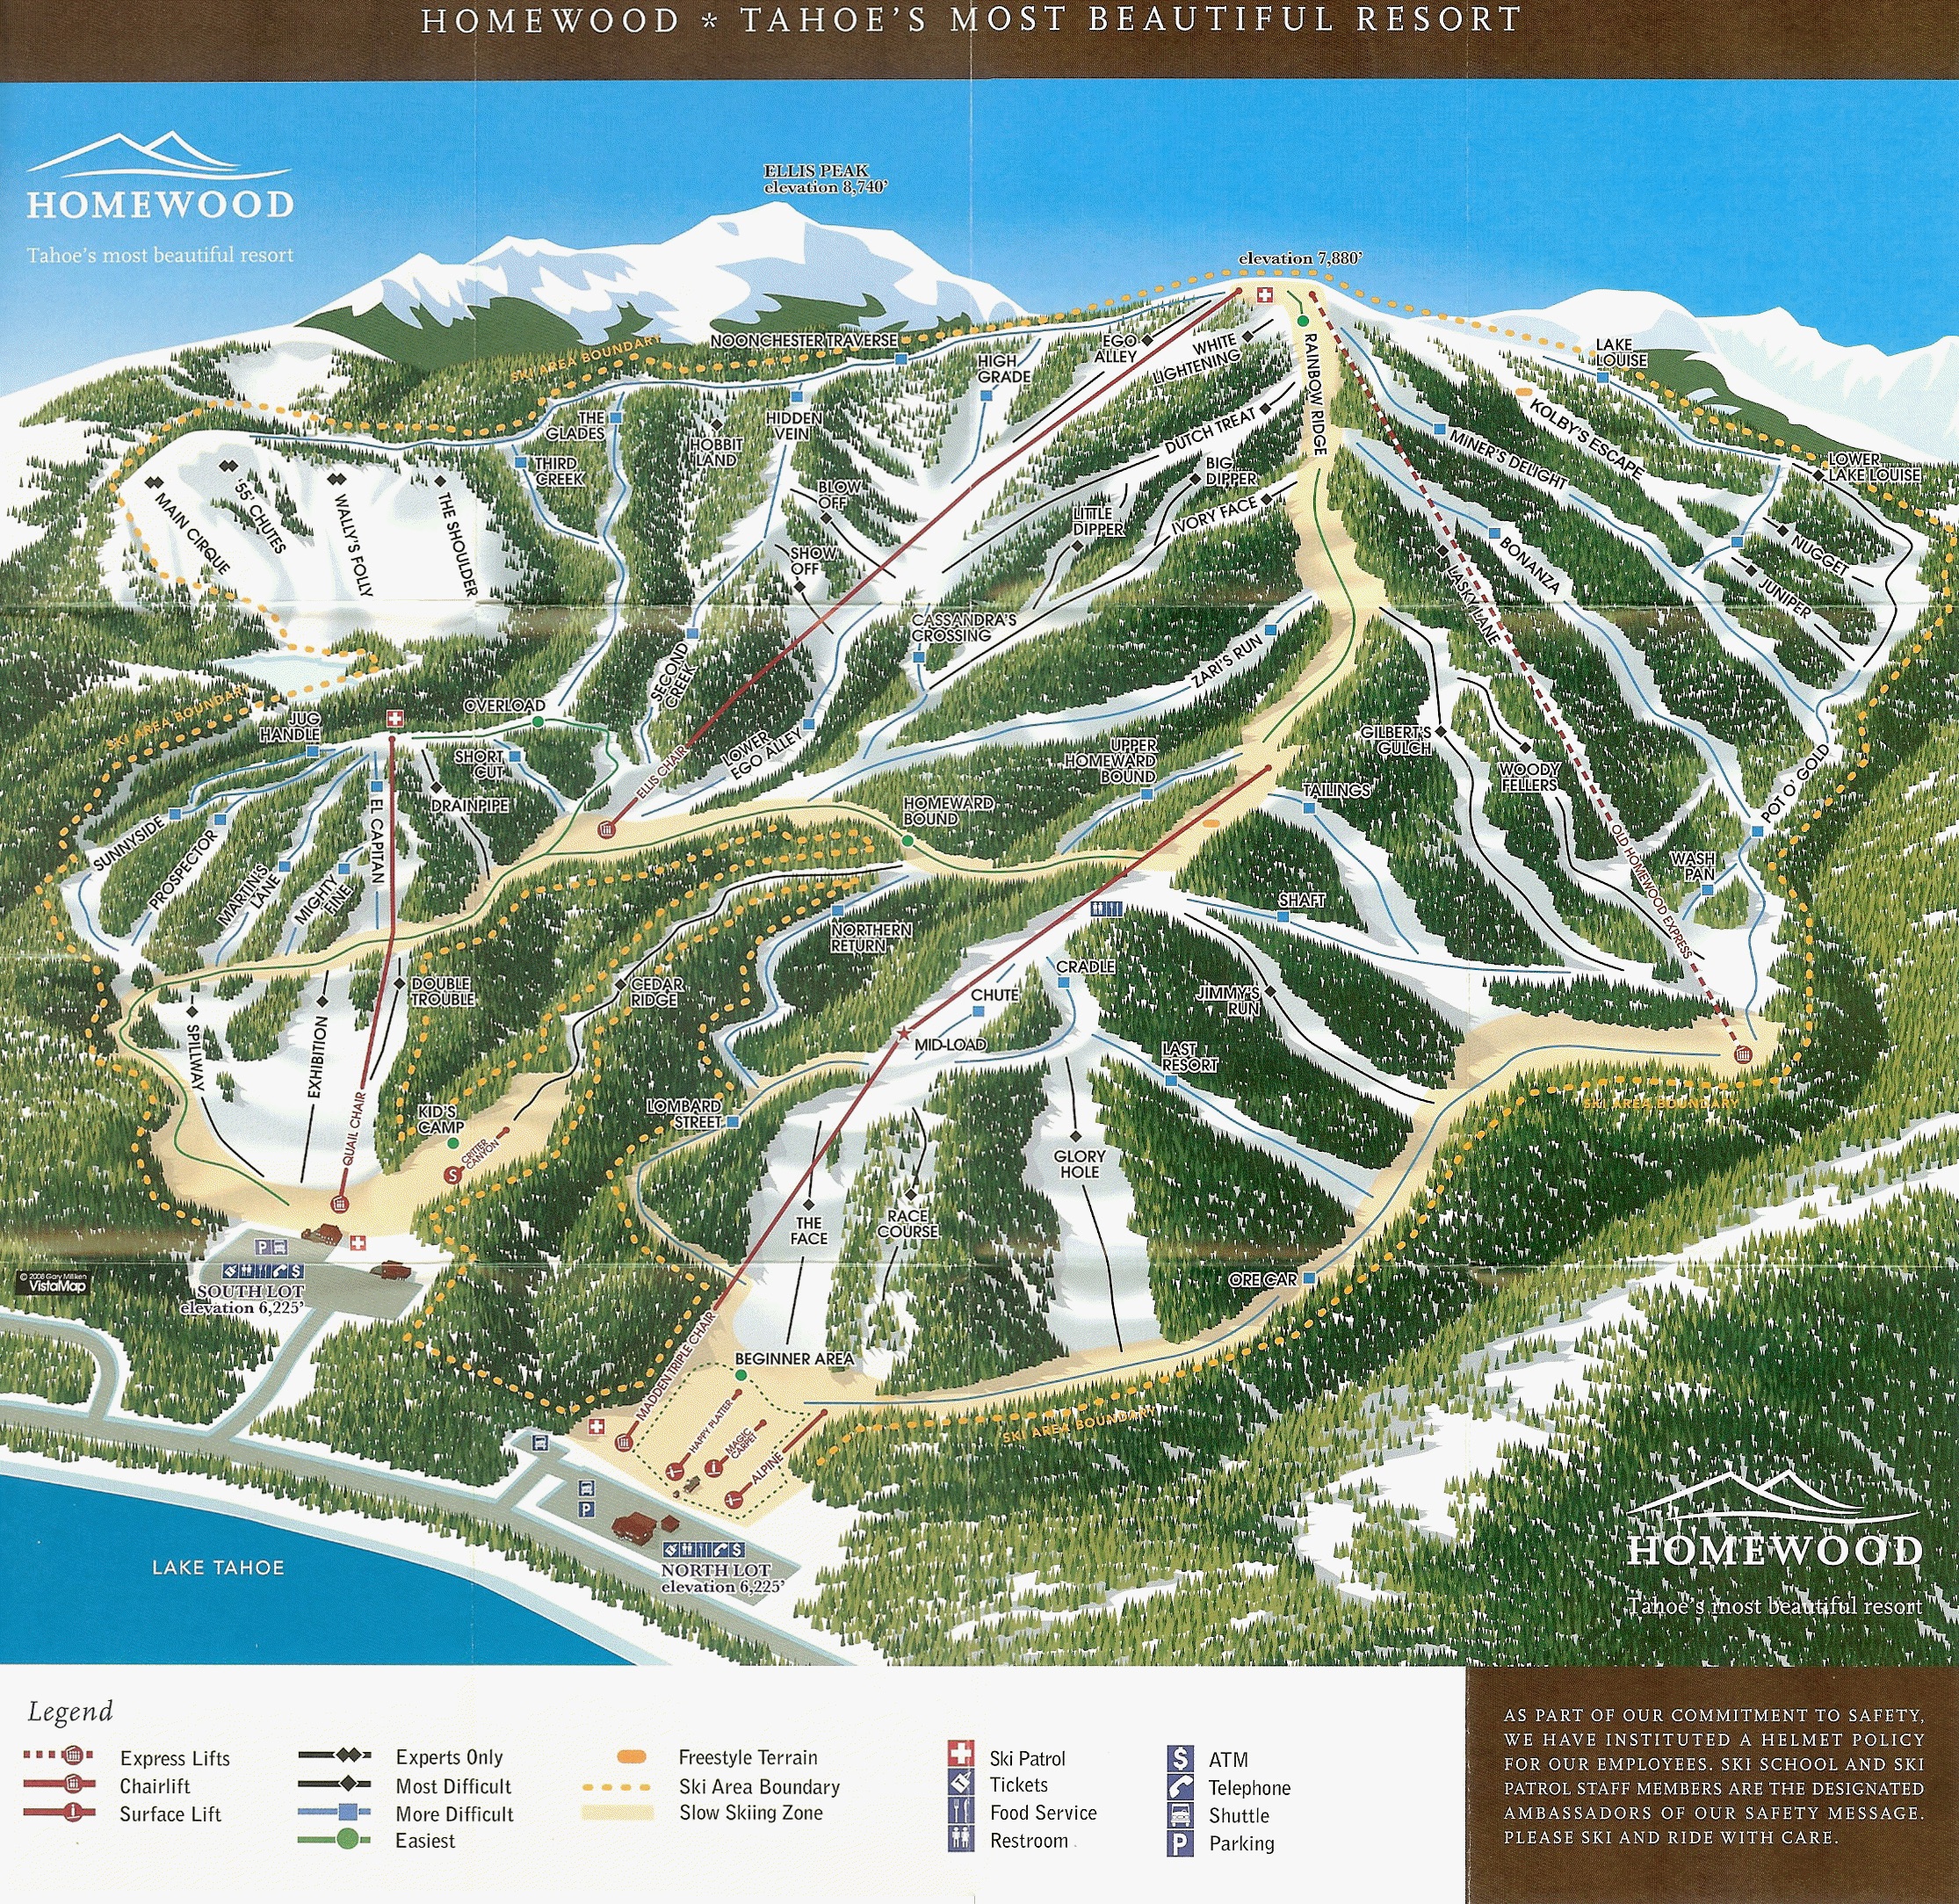 HOMEWOOD * TAHOE'S MOST BEAUTIFUL RESORT
HOMEWOOD
Tahoe's most beautiful resort
ELLIS PEAK
elevation 8,740'
elevation 7,880'
SKI AREA BOUNDARY
NOONCHESTER TRAVERSE
HIGH
GRADE
EGO
ALLEY
WHITE
LIGHTENING
RAINBOW RIDGE
LAKE
LOUISE
KOLBY'S ESCAPE
MINER'S DELIGHT
LOWER
LAKE LOUISE
THE
GLADES
THIRD
CREEK
HOBBIT
LAND
HIDDEN
VEIN
DUTCH TREAT
BIG
DIPPER
LITTLE
DIPPER
IVORY FACE
BLOW
OFF
SHOW
OFF
MAIN CIRQUE
'55' CHUTES
WALLY'S FOLLY
THE SHOULDER
BONANZA
LASKY LANE
NUGGET
JUNIPER
CASSANDRA'S
CROSSING
ZARI'S RUN
SECOND
CREEK
SKI AREA BOUNDARY
JUG
HANDLE
OVERLOAD
SHORT
CUT
DRAINPIPE
ELLIS CHAIR
LOWER
EGO ALLEY
UPPER
HOMEWARD
BOUND
HOMEWARD
BOUND
TAILINGS
GILBERT'S
GULCH
WOODY
FELLERS
POT O' GOLD
OLD HOMEWOOD EXPRESS
WASH
PAN
SUNNYSIDE
PROSPECTOR
MARTIN'S
LANE
MIGHTY
FINE
EL CAPITAN
NORTHERN
RETURN
SHAFT
CRADLE
CHUTE
JIMMY'S
RUN
DOUBLE
TROUBLE
CEDAR
RIDGE
SPILLWAY
EXHIBITION
QUAIL CHAIR
MID-LOAD
LAST
RESORT
KID'S
CAMP
S
CRITTER
CANYON
LOMBARD
STREET
SKI AREA BOUNDARY
THE
FACE
RACE
COURSE
GLORY
HOLE
ORE CAR
P
$
SOUTH LOT
elevation 6,225'
© 2006 Gary Milliken
VistaMap
MADDEN TRIPLE CHAIR
BEGINNER AREA
HAPPY PLATTER
MAGIC
CARPET
ALPINE
SKI AREA BOUNDARY
P
$
NORTH LOT
elevation 6,225'
LAKE TAHOE
HOMEWOOD
Tahoe's most beautiful resort
Legend
Express Lifts
Chairlift
Surface Lift
Experts Only
Most Difficult
More Difficult
Easiest
Freestyle Terrain
Ski Area Boundary
Slow Skiing Zone
Ski Patrol
Tickets
Food Service
Restroom
$ ATM
Telephone
Shuttle
P Parking
AS PART OF OUR COMMITMENT TO SAFETY,
WE HAVE INSTITUTED A HELMET POLICY
FOR OUR EMPLOYEES. SKI SCHOOL AND SKI
PATROL STAFF MEMBERS ARE THE DESIGNATED
AMBASSADORS OF OUR SAFETY MESSAGE.
PLEASE SKI AND RIDE WITH CARE.